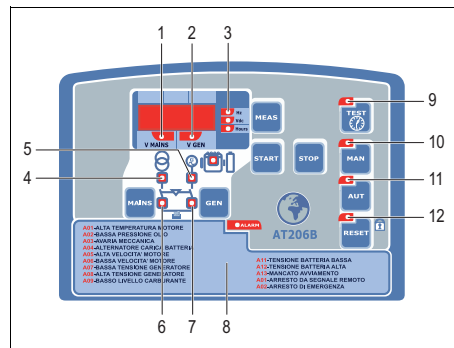 1 2 3
Hz
Vdc
Hours
V MAINS V GEN
MEAS
TEST
9
10
START STOP MAN
5
4
11
MAINS GEN
AUT
12
ALARM
AT206B
RESET
A01-ALTA TEMPERATURA MOTORE
A02-BASSA PRESSIONE OLIO
A03-AVARIA MECCANICA
A04-ALTERNATORE CARICA BATTERIA
A05-ALTA VELOCITA' MOTORE
A06-BASSA VELOCITA' MOTORE
A07-BASSA TENSIONE GENERATORE
A08-ALTA TENSIONE GENERATORE
A09-BASSO LIVELLO CARBURANTE
A11-TENSIONE BATTERIA BASSA
A12-TENSIONE BATTERIA ALTA
A13-MANCATO AVVIAMENTO
A01-ARRESTO DA SEGNALE REMOTO
A02-ARRESTO DI EMERGENZA
6 7 8